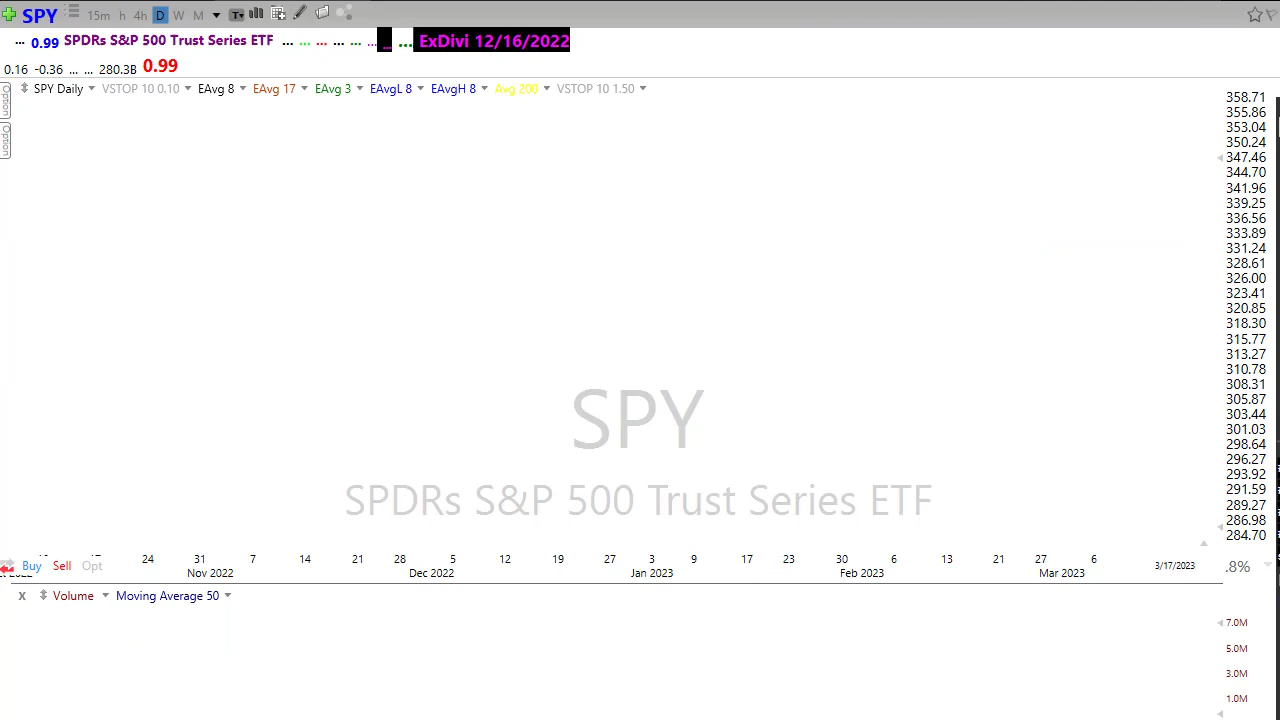 SPY 15m h 4h D W M T
... 0.99 SPDRs S&P 500 Trust Series ETF ... ... ... ... ... ... ... ... ExDivi 12/16/2022
0.16 -0.36 ... ... 280.3B 0.99
Option
Option
SPY Daily VSTOP 10 0.10 EAvg 8 EAvg 17 EAvg 3 EAvgL 8 EAvgH 8 Avg 200 VSTOP 10 1.50
358.71
355.86
353.04
350.24
347.46
344.70
341.96
339.25
336.56
333.89
331.24
328.61
326.00
323.41
320.85
318.30
315.77
313.27
310.78
308.31
305.87
303.44
301.03
298.64
296.27
293.92
291.59
289.27
286.98
284.70
SPY
SPDRs S&P 500 Trust Series ETF
24 31 7 14 21 28 5 12 19 27 3 9 17 23 30 6 13 21 27 6
Buy Sell Opt 3/17/2023 .8%
Nov 2022 Dec 2022 Jan 2023 Feb 2023 Mar 2023
X Volume Moving Average 50
7.0M
5.0M
3.0M
1.0M